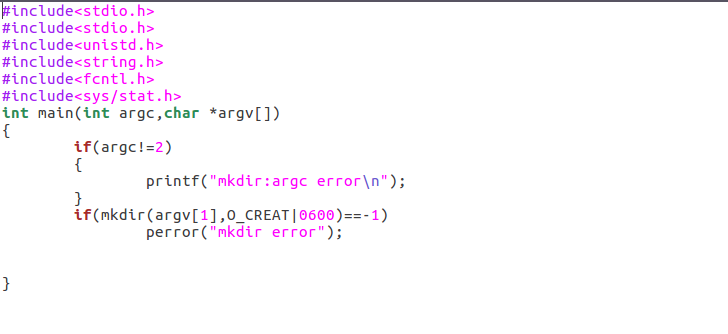 #include<stdio.h>
#include<stdio.h>
#include<unistd.h>
#include<string.h>
#include<fcntl.h>
#include<sys/stat.h>
int main(int argc,char *argv[])
{
        if(argc!=2)
        {
                printf("mkdir:argc error\n");
        }
        if(mkdir(argv[1],O_CREAT|0600)==-1)
                perror("mkdir error");
}